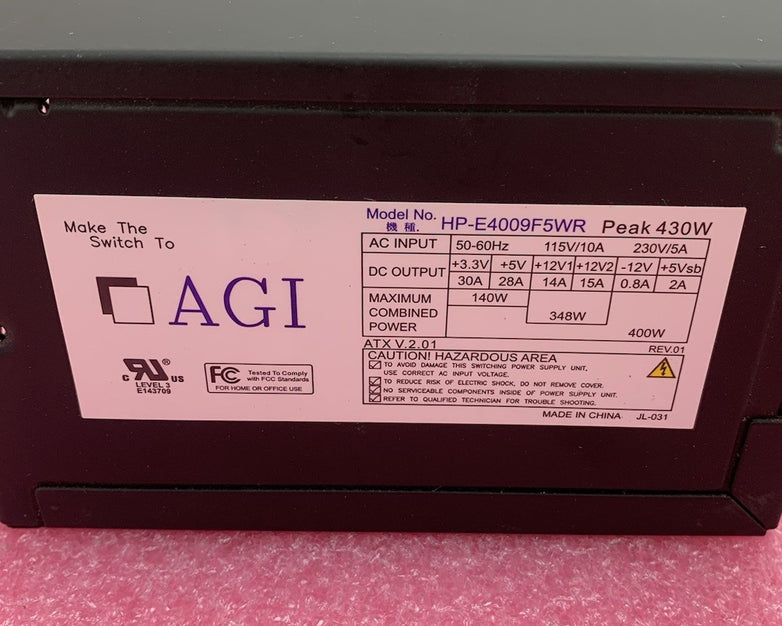 Make The
Switch To
AGI
C RU® US
LEVEL 3
E143709
FC Tested To Comply
with FCC Standards
FOR HOME OR OFFICE USE
Model No. HP-E4009F5WR Peak 430W
機種.
AC INPUT 50-60Hz 115V/10A 230V/5A
DC OUTPUT +3.3V +5V +12V1 +12V2 -12V +5Vsb
30A 28A 14A 15A 0.8A 2A
MAXIMUM 140W
COMBINED 348W
POWER 400W
ATX V.2.01 REV.01
CAUTION! HAZARDOUS AREA
TO AVOID DAMAGE THIS SWITCHING POWER SUPPLY UNIT,
USE CORRECT AC INPUT VOLTAGE.
TO REDUCE RISK OF ELECTRIC SHOCK, DO NOT REMOVE COVER.
NO SERVICEABLE COMPONENTS INSIDE OF POWER SUPPLY UNIT.
REFER TO QUALIFIED TECHNICIAN FOR TROUBLE SHOOTING.
MADE IN CHINA JL-031